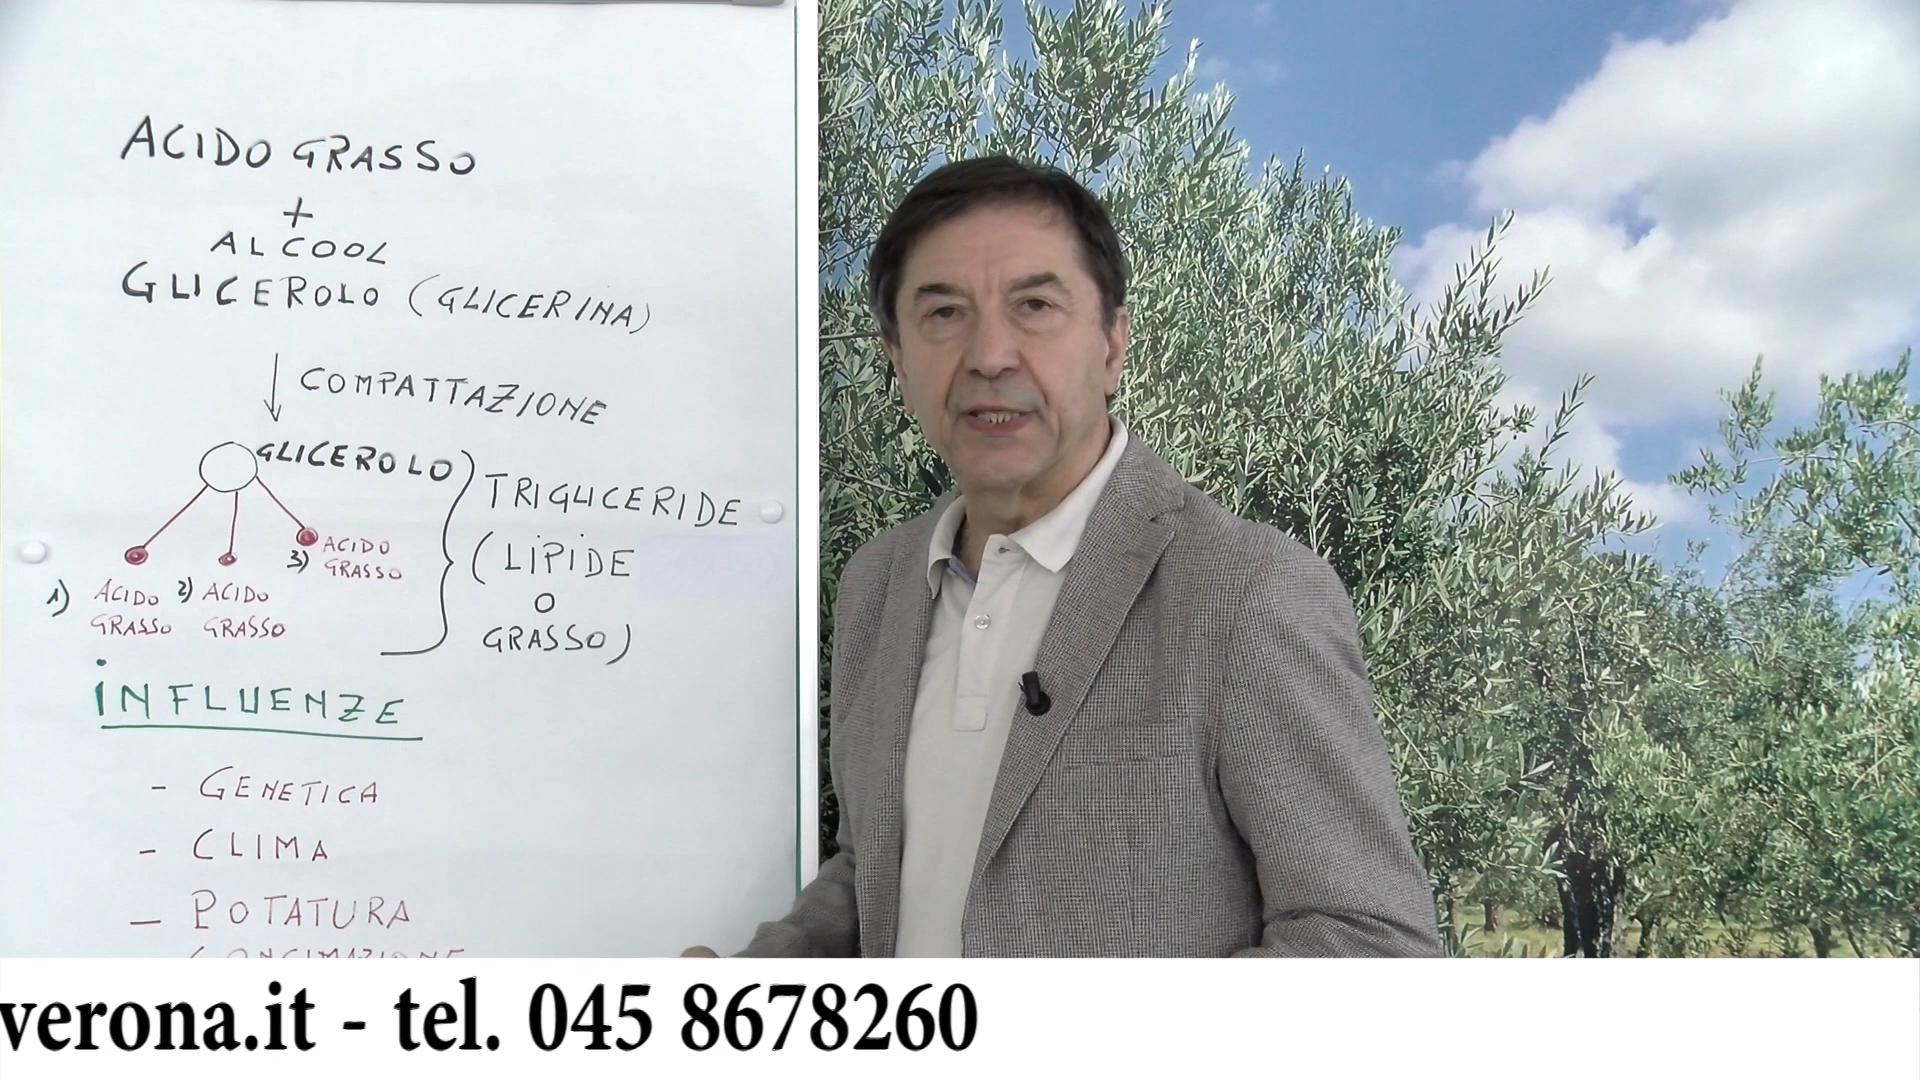 ACIDO GRASSO
+
ALCOOL
GLICEROLO (GLICERINA)
COMPATTAZIONE
GLICEROLO
TRIGLICERIDE
(LIPIDE
O
GRASSO)
1) ACIDO
GRASSO
2) ACIDO
GRASSO
3) ACIDO
GRASSO
INFLUENZE
- GENETICA
- CLIMA
- POTATURA
CONCIMAZIONE
verona.it - tel. 045 8678260